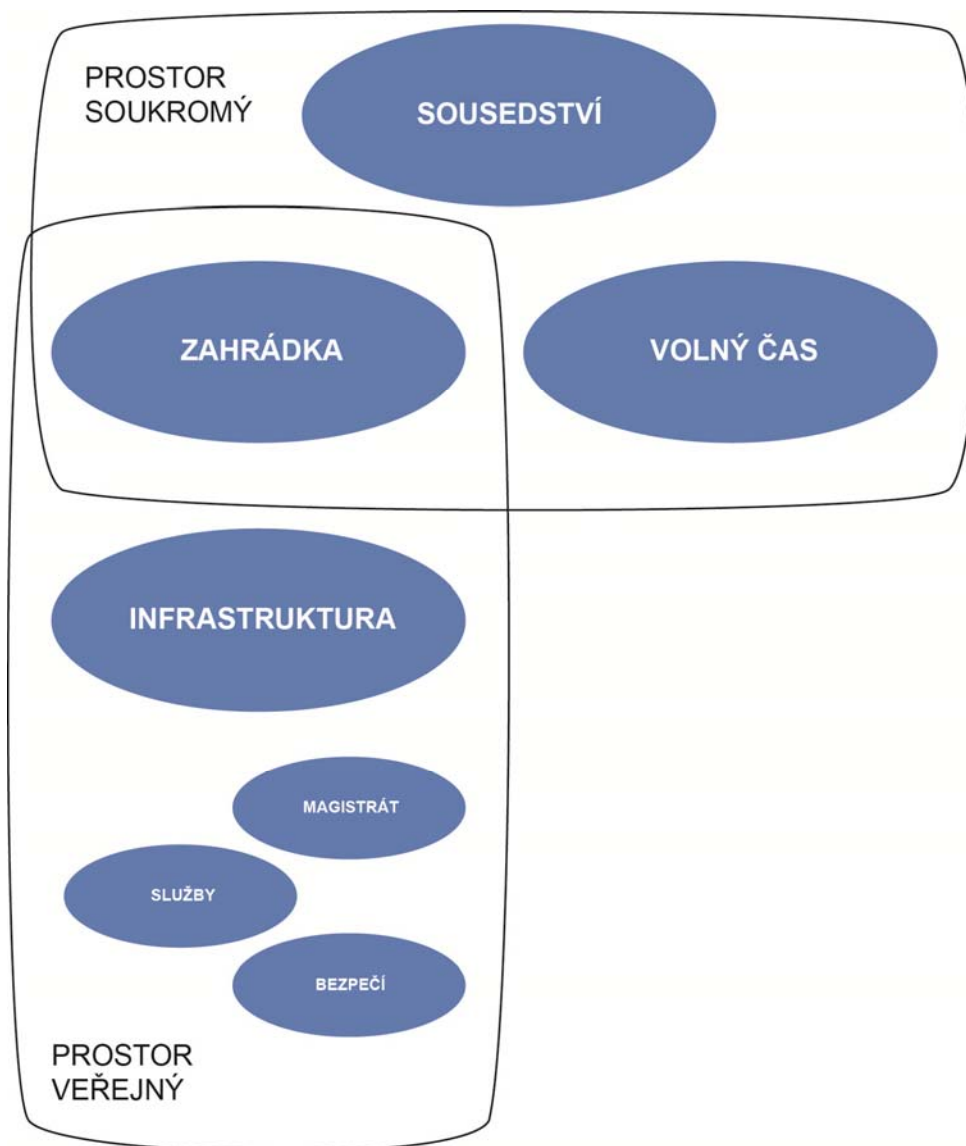 PROSTOR
SOUKROMÝ
SOUSEDSTVÍ
ZAHRÁDKA
VOLNÝ ČAS
INFRASTRUKTURA
MAGISTRÁT
SLUŽBY
BEZPEČÍ
PROSTOR
VEŘEJNÝ